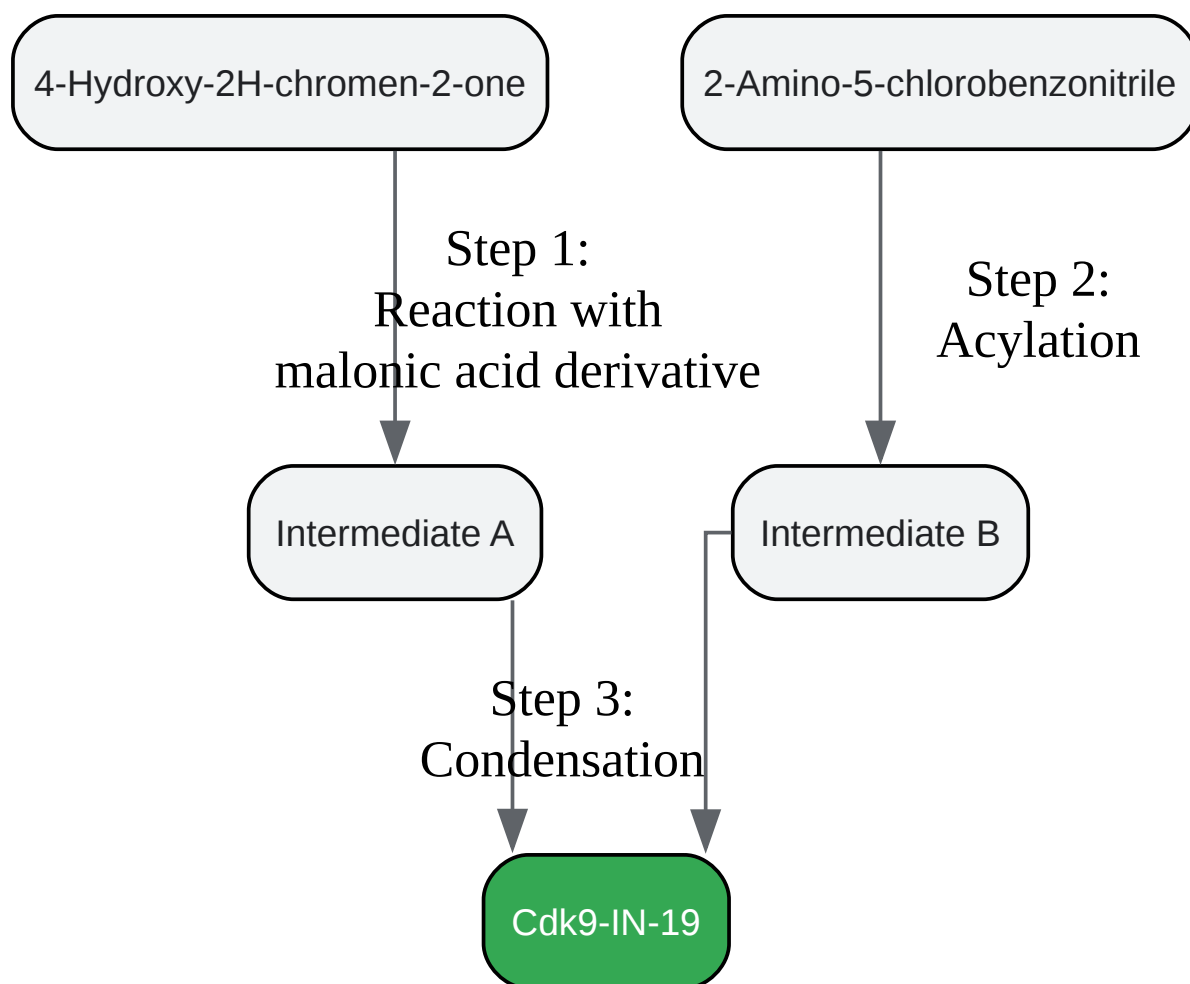 4-Hydroxy-2H-chromen-2-one
2-Amino-5-chlorobenzonitrile
Step 1:
Reaction with
malonic acid derivative
Step 2:
Acylation
Intermediate A
Intermediate B
Step 3:
Condensation
Cdk9-IN-19